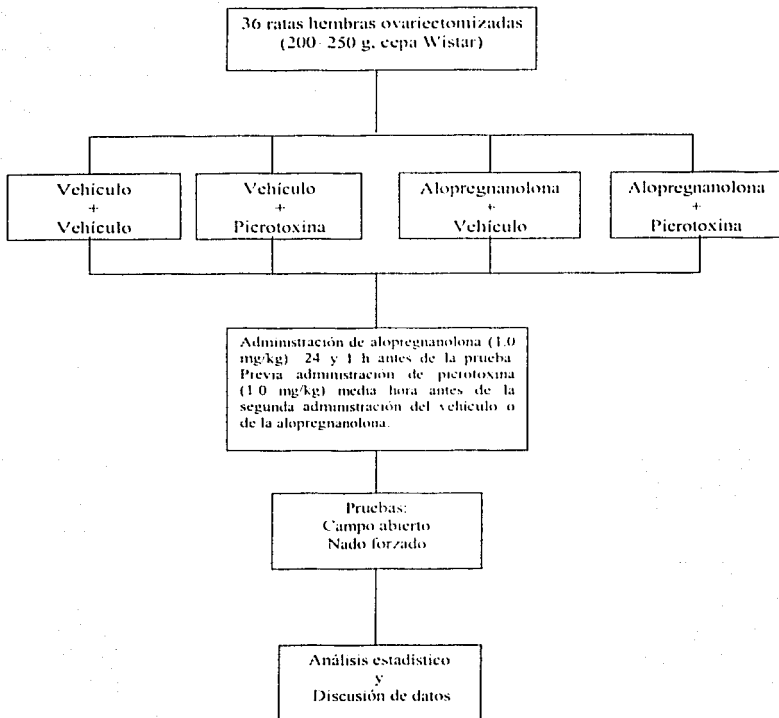 36 ratas hembras ovariectomizadas
(200- 250 g, cepa Wistar)
Vehículo
+
Vehículo
Vehículo
+
Picrotoxina
Alopregnanolona
+
Vehículo
Alopregnanolona
+
Picrotoxina
Administración de alopregnanolona (1.0
mg/kg) 24 y 1 h antes de la prueba.
Previa administración de picrotoxina
(1.0 mg/kg) media hora antes de la
segunda administración del vehículo o
de la alopregnanolona.
Pruebas:
Campo abierto
Nado forzado
Análisis estadístico
y
Discusión de datos